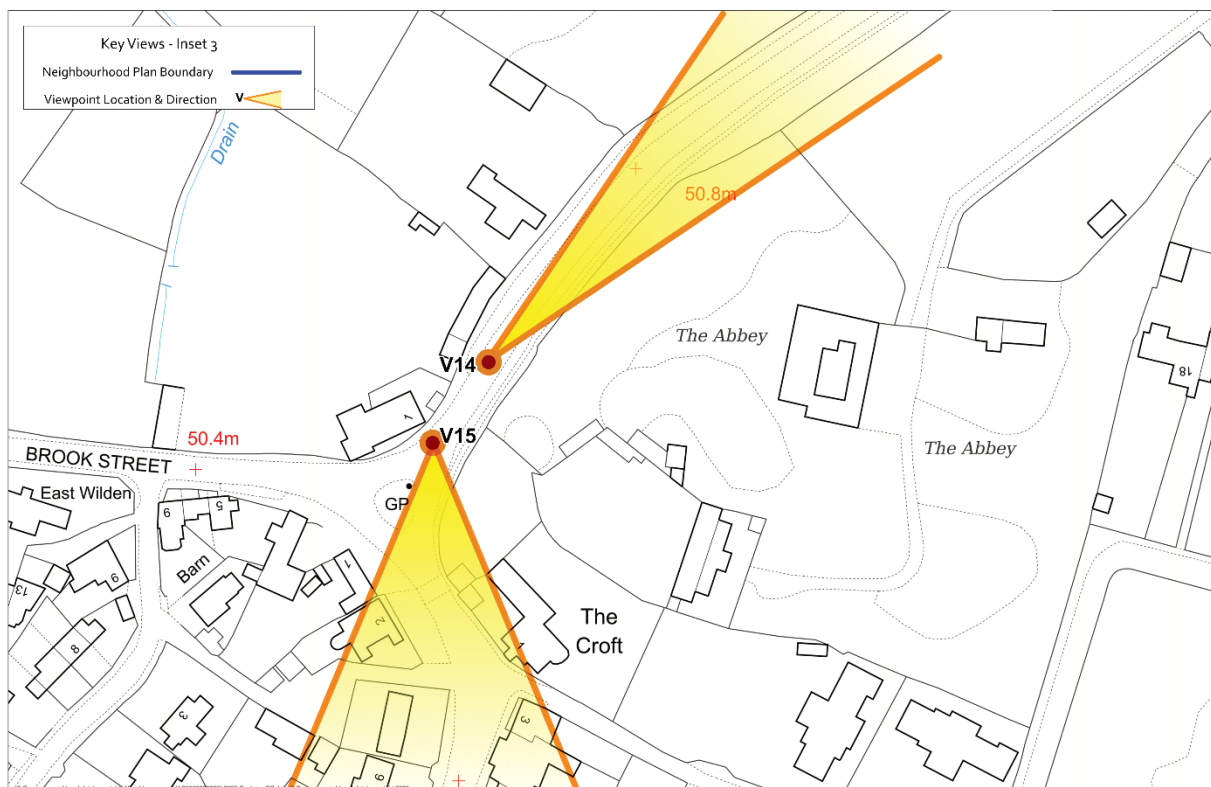 Key Views - Inset 3
Neighbourhood Plan Boundary
Viewpoint Location & Direction V
Drain
50.8m
The Abbey
V14
18
50.4m
V15
The Abbey
BROOK STREET
East Wilden
GP
9
5
Barn
1
9
13
2
The
Croft
1
8
3
3
9